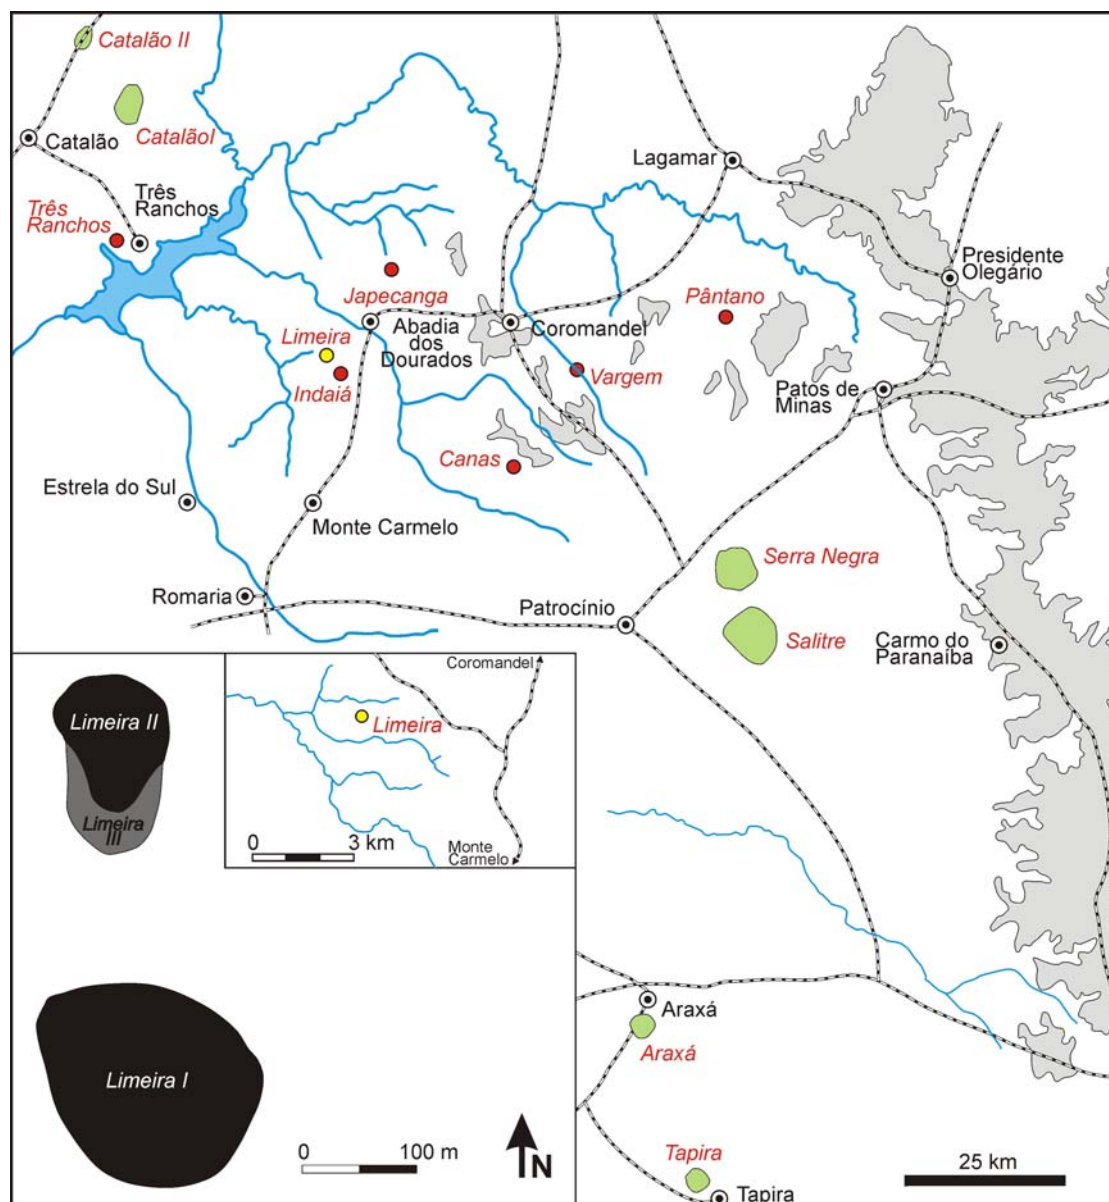 Catalão II
CatalãoI
Catalão
Lagamar
Três
Ranchos
Três
Ranchos
Presidente
Olegário
Japecanga
Pântano
Limeira
Abadia
dos
Dourados
Coromandel
Indaiá
Vargem
Patos de
Minas
Canas
Estrela do Sul
Monte Carmelo
Serra Negra
Romaria
Patrocínio
Salitre
Carmo do
Paranaíba
Limeira II
Limeira
III
Coromandel
Limeira
0 3 km
Monte
Carmelo
Araxá
Araxá
Limeira I
0 100 m
N
Tapira
25 km
Tapira